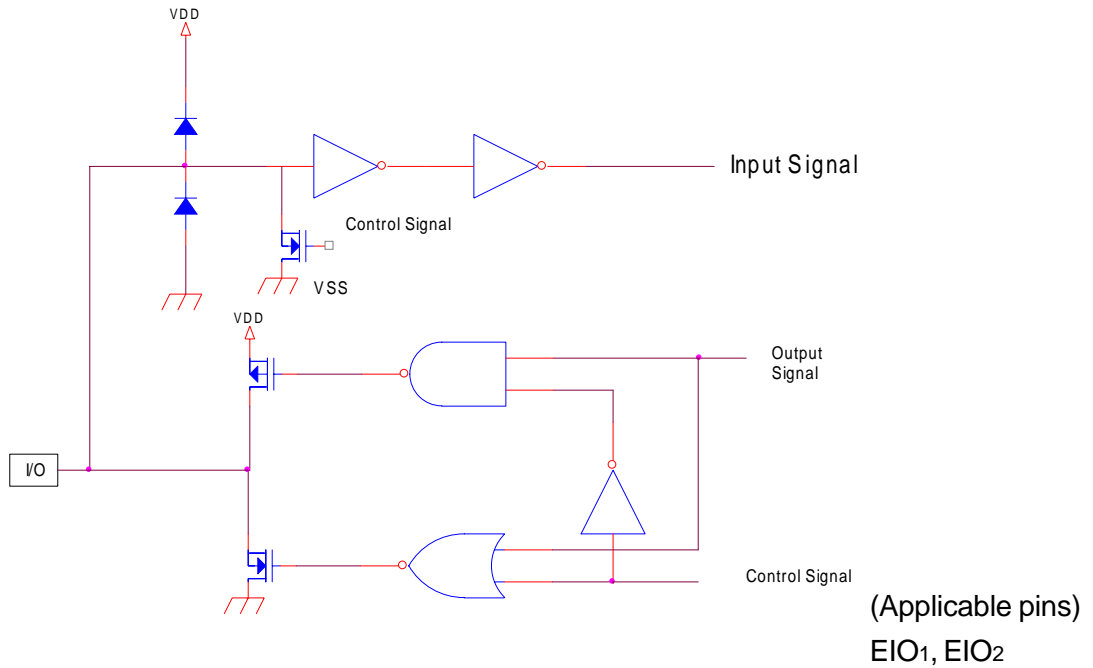 VDD
Input Signal
Control Signal
VSS
VDD
Output
Signal
I/O
Control Signal
(Applicable pins)
EIO1, EIO2